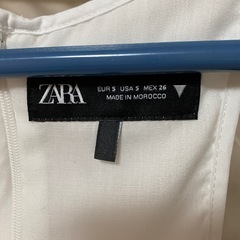 ZARA
EUR S USA S MEX 26
MADE IN MOROCCO